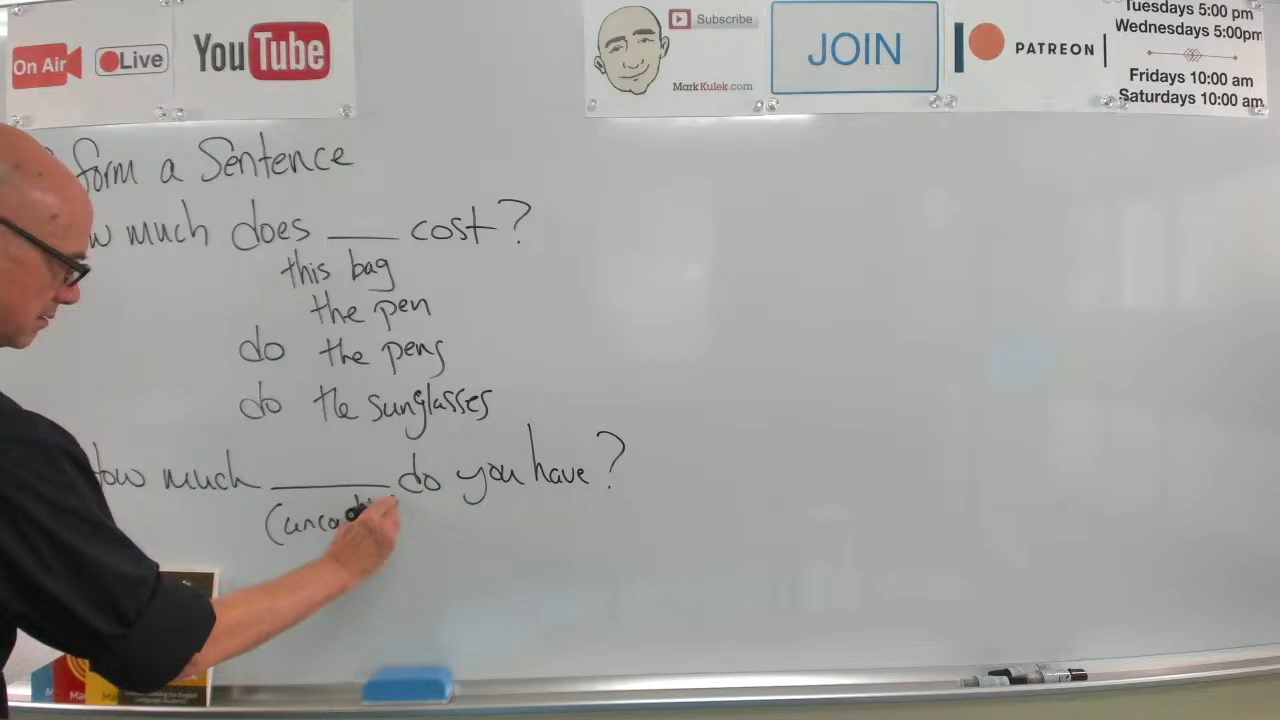 On Air
Live
YouTube
Subscribe
MarkKulek.com
JOIN
PATREON
Tuesdays 5:00 pm
Wednesdays 5:00pm
Fridays 10:00 am
Saturdays 10:00 am
form a Sentence
much does ___ cost?
this bag
the pen
do the pens
do the sunglasses
How much ___ do you have?